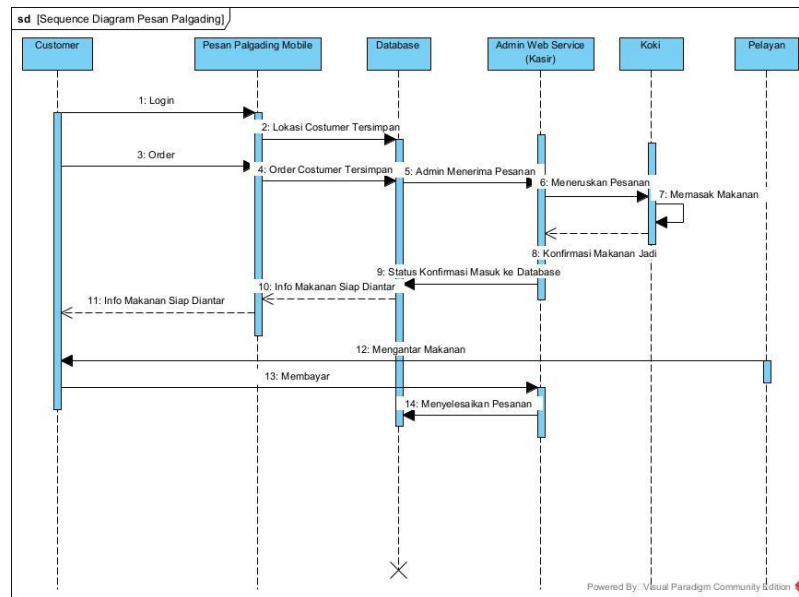 sd [Sequence Diagram Pesan Palgading]
Customer
Pesan Palgading Mobile
Database
Admin Web Service
(Kasir)
Koki
Pelayan
1: Login
2: Lokasi Costumer Tersimpan
3: Order
4: Order Costumer Tersimpan
5: Admin Menerima Pesanan
6: Meneruskan Pesanan
7: Memasak Makanan
8: Konfirmasi Makanan Jadi
9: Status Konfirmasi Masuk ke Database
10: Info Makanan Siap Diantar
11: Info Makanan Siap Diantar
12: Mengantar Makanan
13: Membayar
14: Menyelesaikan Pesanan
Powered By Visual Paradigm Community Edition